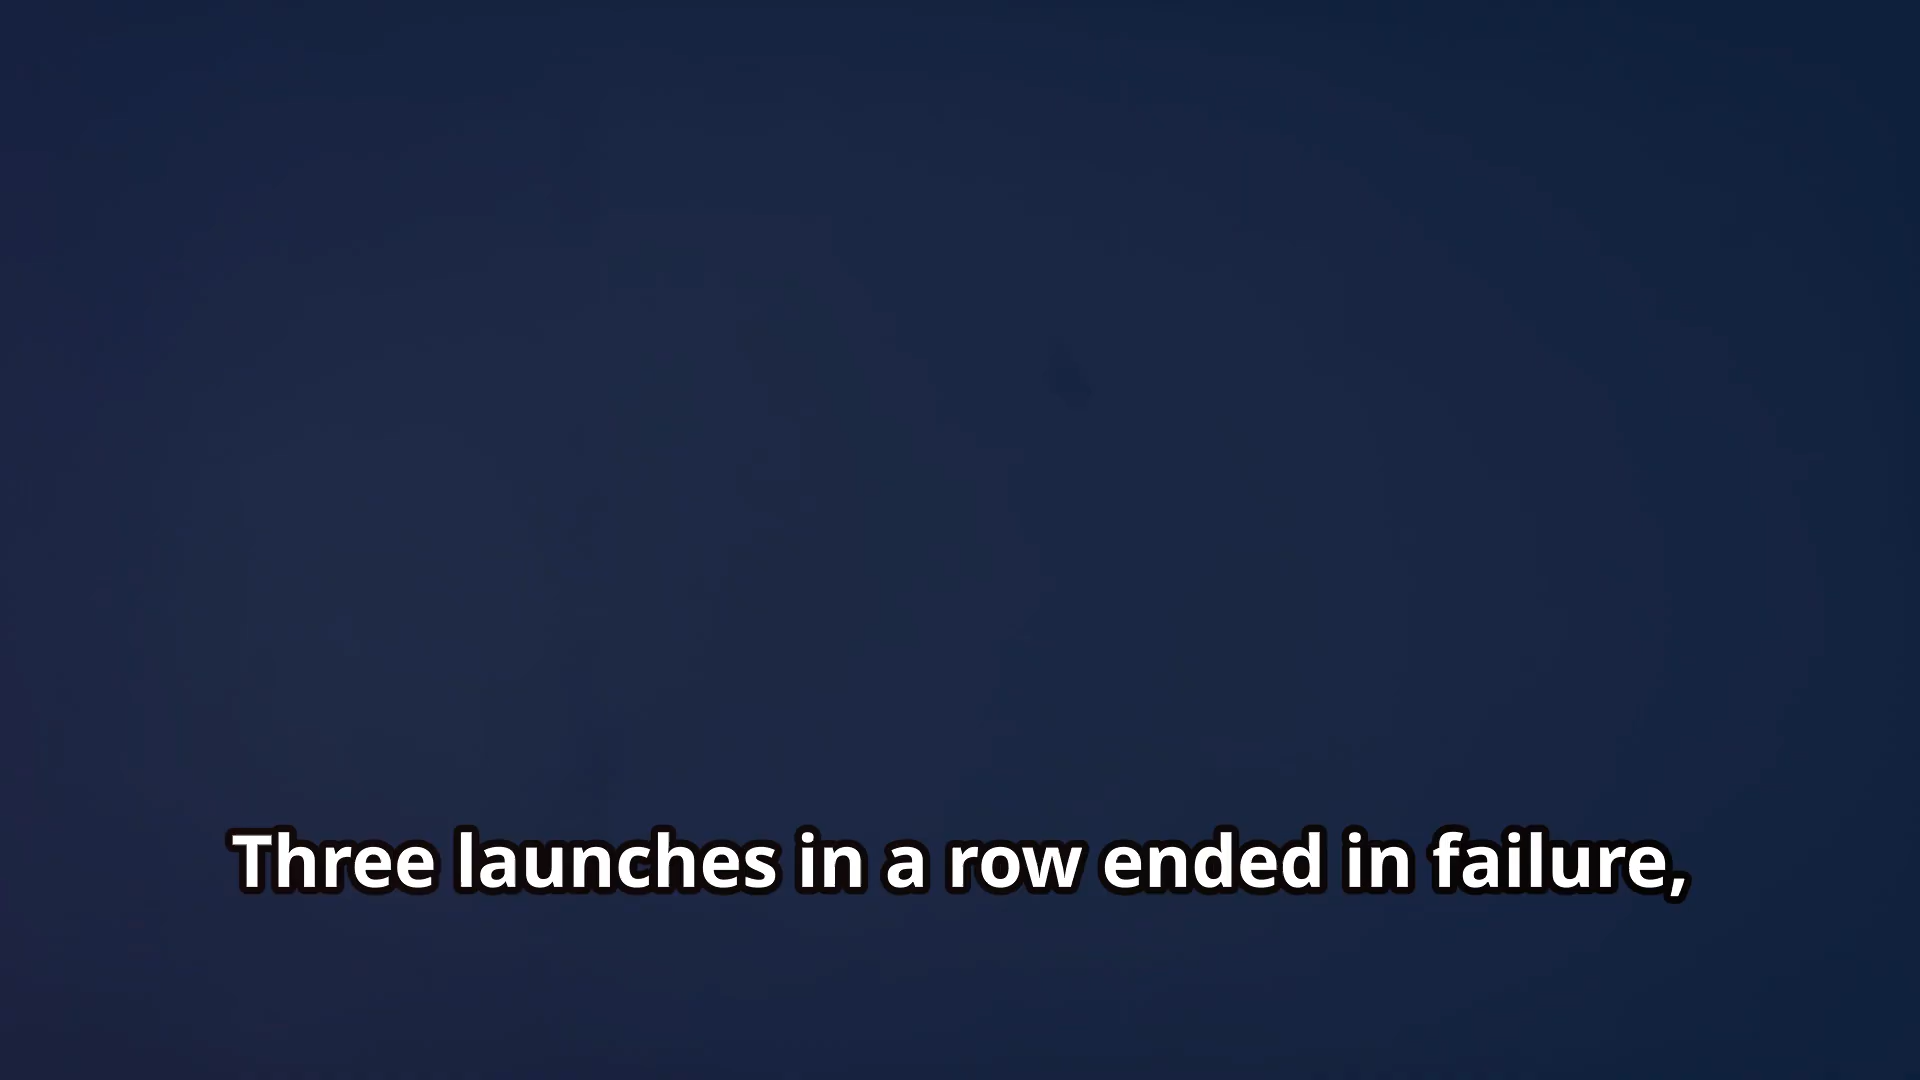 Three launches in a row ended in failure,